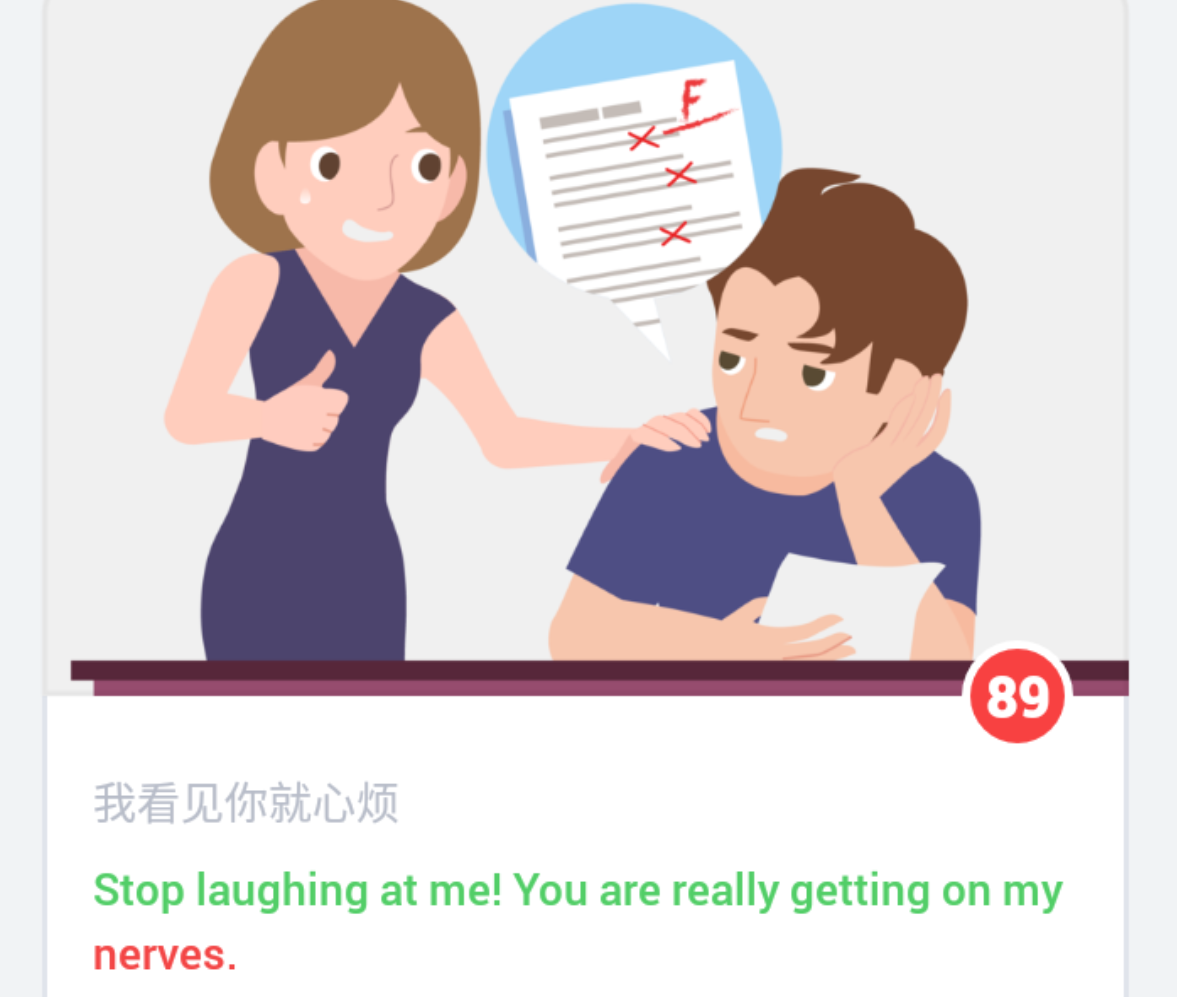 F
89
我看见你就心烦
Stop laughing at me! You are really getting on my
nerves.